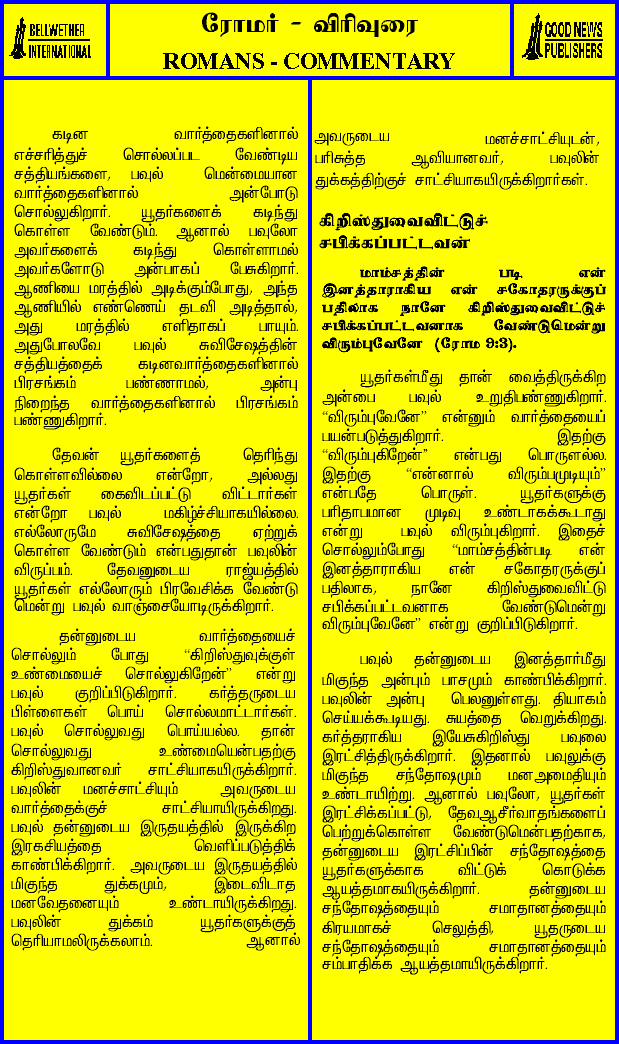 BELLWETHER
INTERNATIONAL
ரோமர் - விரிவுரை
ROMANS - COMMENTARY
GOOD NEWS
PUBLISHERS
கடின வார்த்தைகளினால்
எச்சரித்துச் சொல்லப்பட வேண்டிய
சத்தியங்களை, பவுல் மென்மையான
வார்த்தைகளினால் அன்போடு
சொல்லுகிறார். யூதர்களைக் கடிந்து
கொள்ள வேண்டும். ஆனால் பவுலோ
அவர்களைக் கடிந்து கொள்ளாமல்
அவர்களோடு அன்பாகப் பேசுகிறார்.
ஆணியை மரத்தில் அடிக்கும்போது, அந்த
ஆணியில் எண்ணெய் தடவி அடித்தால்,
அது மரத்தில் எளிதாகப் பாயும்.
அதுபோலவே பவுல் சுவிசேஷத்தின்
சத்தியத்தைக் கடினவார்த்தைகளினால்
பிரசங்கம் பண்ணாமல், அன்பு
நிறைந்த வார்த்தைகளினால் பிரசங்கம்
பண்ணுகிறார்.
தேவன் யூதர்களைத் தெரிந்து
கொள்ளவில்லை என்றோ, அல்லது
யூதர்கள் கைவிடப்பட்டு விட்டார்கள்
என்றோ பவுல் மகிழ்ச்சியாகயில்லை.
எல்லோருமே சுவிசேஷத்தை ஏற்றுக்
கொள்ள வேண்டும் என்பதுதான் பவுலின்
விருப்பம். தேவனுடைய ராஜ்யத்தில்
யூதர்கள் எல்லோரும் பிரவேசிக்க வேண்டு
மென்று பவுல் வாஞ்சையோடிருக்கிறார்.
தன்னுடைய வார்த்தையைச்
சொல்லும் போது “கிறிஸ்துவுக்குள்
உண்மையைச் சொல்லுகிறேன்” என்று
பவுல் குறிப்பிடுகிறார். கர்த்தருடைய
பிள்ளைகள் பொய் சொல்லமாட்டார்கள்.
பவுல் சொல்லுவது பொய்யல்ல. தான்
சொல்லுவது உண்மையென்பதற்கு
கிறிஸ்துவானவர் சாட்சியாகயிருக்கிறார்.
பவுலின் மனச்சாட்சியும் அவருடைய
வார்த்தைக்குச் சாட்சியாயிருக்கிறது.
பவுல் தன்னுடைய இருதயத்தில் இருக்கிற
இரகசியத்தை வெளிப்படுத்திக்
காண்பிக்கிறார். அவருடைய இருதயத்தில்
மிகுந்த துக்கமும், இடைவிடாத
மனவேதனையும் உண்டாயிருக்கிறது.
பவுலின் துக்கம் யூதர்களுக்குத்
தெரியாமலிருக்கலாம். ஆனால்
அவருடைய மனச்சாட்சியுடன்,
பரிசுத்த ஆவியானவர், பவுலின்
துக்கத்திற்குச் சாட்சியாகயிருக்கிறார்கள்.
கிறிஸ்துவைவிட்டுச்
சபிக்கப்பட்டவன்
மாம்சத்தின் படி என்
இனத்தாராகிய என் சகோதரருக்குப்
பதிலாக நானே கிறிஸ்துவைவிட்டுச்
சபிக்கப்பட்டவனாக வேண்டுமென்று
விரும்புவேனே (ரோம 9:3).
யூதர்கள்மீது தான் வைத்திருக்கிற
அன்பை பவுல் உறுதிபண்ணுகிறார்.
“விரும்புவேனே” என்னும் வார்த்தையைப்
பயன்படுத்துகிறார். இதற்கு
“விரும்புகிறேன்” என்பது பொருளல்ல.
இதற்கு “என்னால் விரும்பமுடியும்”
என்பதே பொருள். யூதர்களுக்கு
பரிதாபமான முடிவு உண்டாகக்கூடாது
என்று பவுல் விரும்புகிறார். இதைச்
சொல்லும்போது “மாம்சத்தின்படி என்
இனத்தாராகிய என் சகோதரருக்குப்
பதிலாக, நானே கிறிஸ்துவைவிட்டு
சபிக்கப்பட்டவனாக வேண்டுமென்று
விரும்புவேனே” என்று குறிப்பிடுகிறார்.
பவுல் தன்னுடைய இனத்தார்மீது
மிகுந்த அன்பும் பாசமும் காண்பிக்கிறார்.
பவுலின் அன்பு பெலனுள்ளது. தியாகம்
செய்யக்கூடியது. சுயத்தை வெறுக்கிறது.
கர்த்தராகிய இயேசுகிறிஸ்து பவுலை
இரட்சித்திருக்கிறார். இதனால் பவுலுக்கு
மிகுந்த சந்தோஷமும் மனஅமைதியும்
உண்டாயிற்று. ஆனால் பவுலோ, யூதர்கள்
இரட்சிக்கப்பட்டு, தேவஆசீர்வாதங்களைப்
பெற்றுக்கொள்ள வேண்டுமென்பதற்காக,
தன்னுடைய இரட்சிப்பின் சந்தோஷத்தை
யூதர்களுக்காக விட்டுக் கொடுக்க
ஆயத்தமாகயிருக்கிறார். தன்னுடைய
சந்தோஷத்தையும் சமாதானத்தையும்
கிரயமாகச் செலுத்தி, யூதருடைய
சந்தோஷத்தையும் சமாதானத்தையும்
சம்பாதிக்க ஆயத்தமாயிருக்கிறார்.